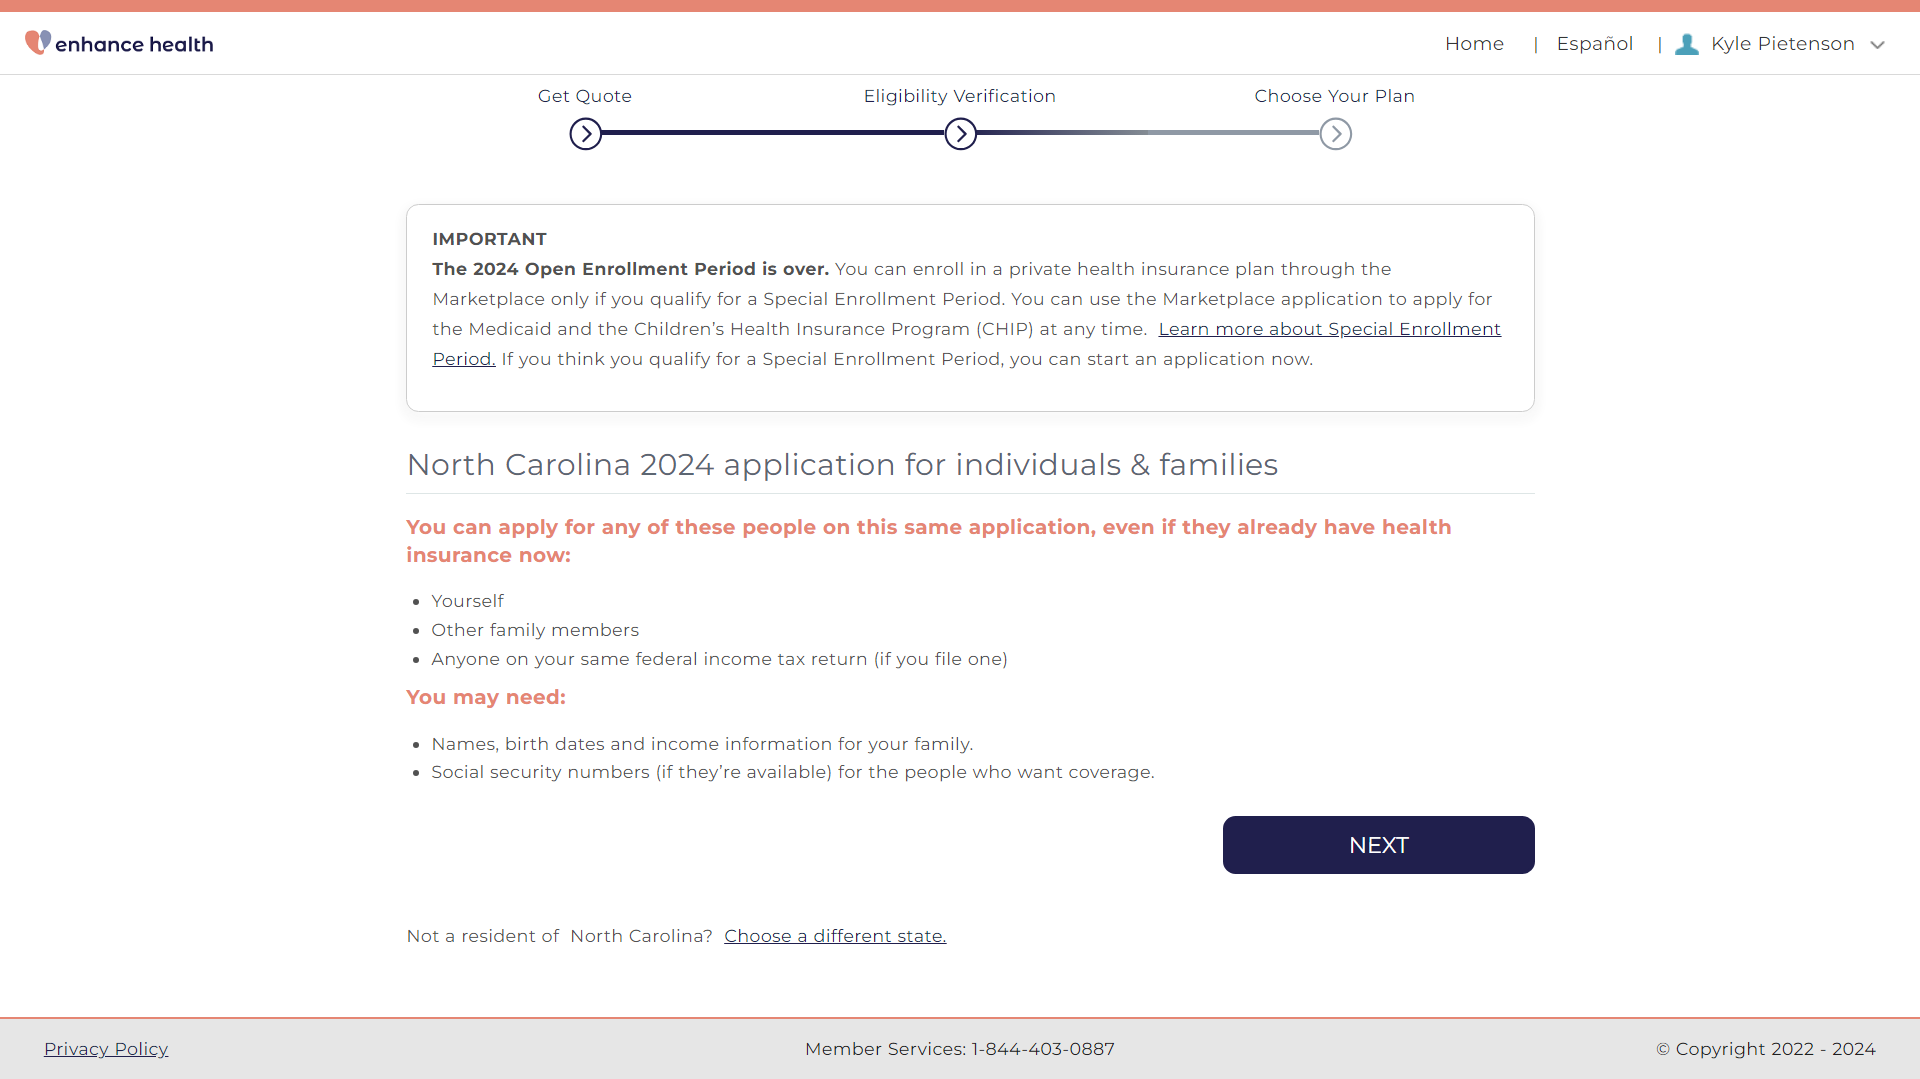 enhance health
Home | Español | Kyle Pietenson
Get Quote
Eligibility Verification
Choose Your Plan
IMPORTANT
The 2024 Open Enrollment Period is over. You can enroll in a private health insurance plan through the
Marketplace only if you qualify for a Special Enrollment Period. You can use the Marketplace application to apply for
the Medicaid and the Children’s Health Insurance Program (CHIP) at any time. Learn more about Special Enrollment
Period. If you think you qualify for a Special Enrollment Period, you can start an application now.
North Carolina 2024 application for individuals & families
You can apply for any of these people on this same application, even if they already have health
insurance now:
• Yourself
• Other family members
• Anyone on your same federal income tax return (if you file one)
You may need:
• Names, birth dates and income information for your family.
• Social security numbers (if they’re available) for the people who want coverage.
NEXT
Not a resident of North Carolina? Choose a different state.
Privacy Policy
Member Services: 1-844-403-0887
© Copyright 2022 - 2024